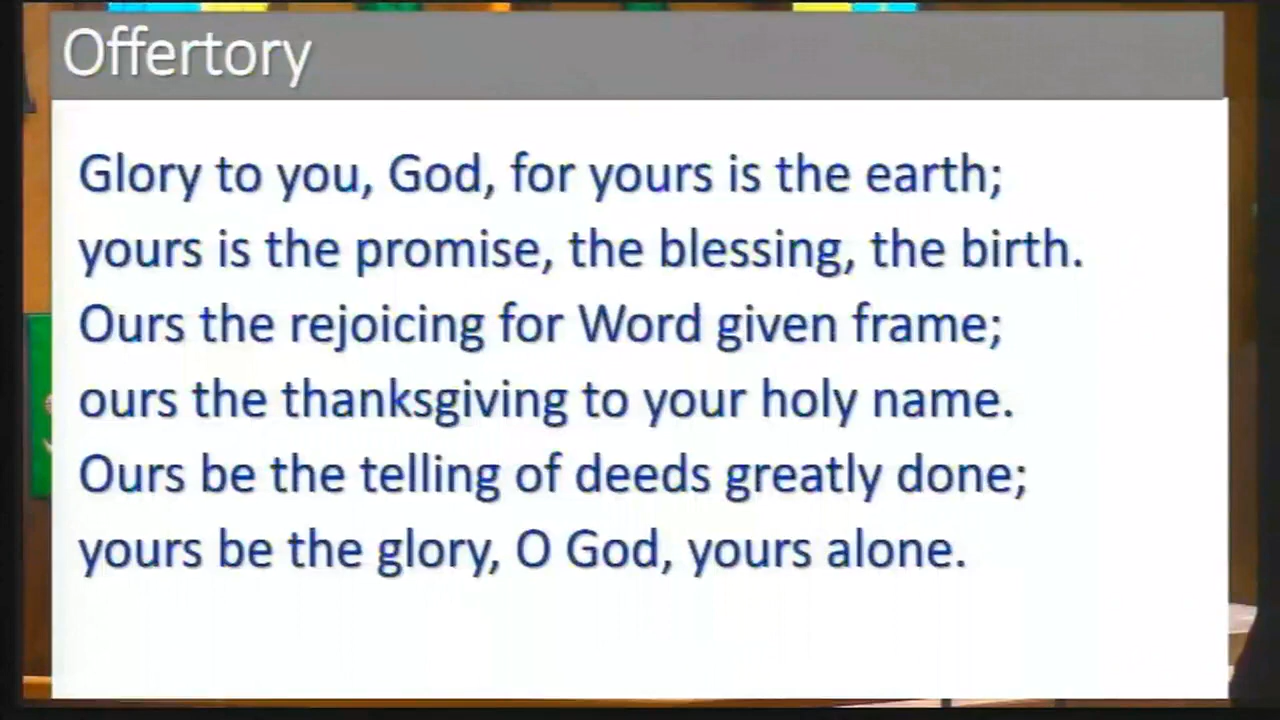 Offertory
Glory to you, God, for yours is the earth;
yours is the promise, the blessing, the birth.
Ours the rejoicing for Word given frame;
ours the thanksgiving to your holy name.
Ours be the telling of deeds greatly done;
yours be the glory, O God, yours alone.